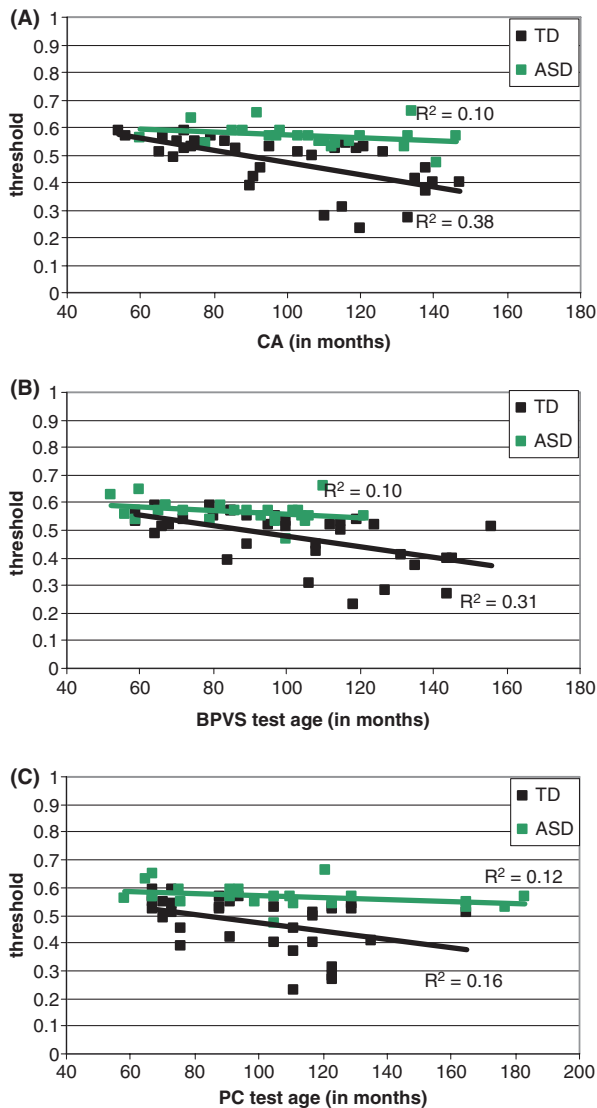 (A)
1
0.9
0.8
0.7
0.6
0.5
0.4
0.3
0.2
0.1
0
threshold
TD
ASD
R² = 0.10
R² = 0.38
40 60 80 100 120 140 160 180
CA (in months)
(B)
1
0.9
0.8
0.7
0.6
0.5
0.4
0.3
0.2
0.1
0
threshold
TD
ASD
R² = 0.10
R² = 0.31
40 60 80 100 120 140 160 180
BPVS test age (in months)
(C)
1
0.9
0.8
0.7
0.6
0.5
0.4
0.3
0.2
0.1
0
threshold
TD
ASD
R² = 0.12
R² = 0.16
40 60 80 100 120 140 160 180 200
PC test age (in months)